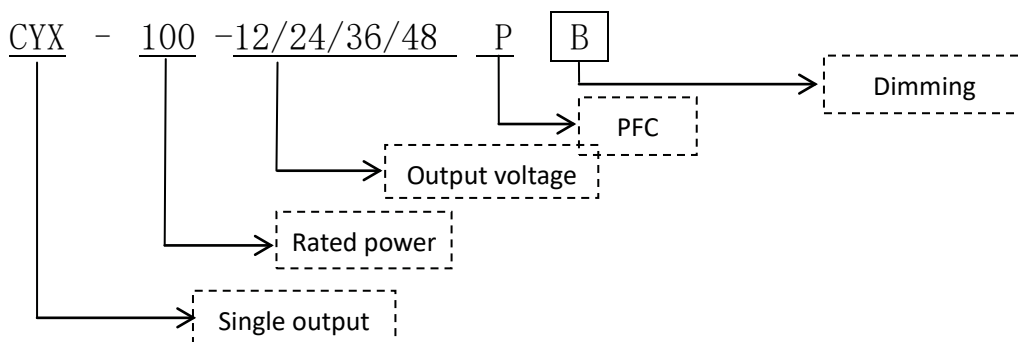 CYX - 100 -12/24/36/48 P B
Dimming
PFC
Output voltage
Rated power
Single output